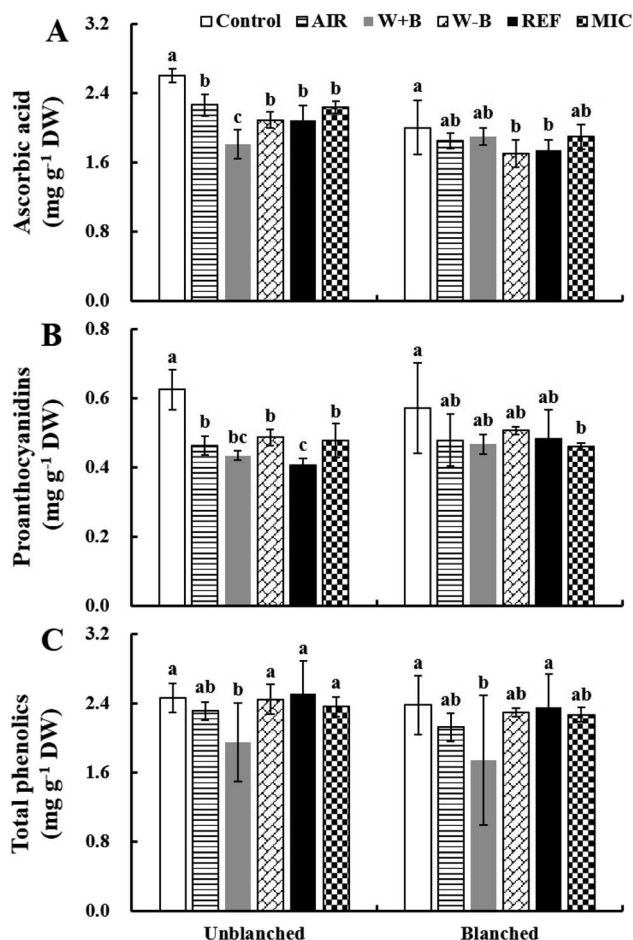 A
Control AIR W+B W-B REF MIC
Ascorbic acid
(mg g⁻¹ DW)
3.2
2.4
1.6
0.8
0.0
a b c b b b
a ab ab b b ab
B
Proanthocyanidins
(mg g⁻¹ DW)
0.8
0.6
0.4
0.2
0.0
a b bc b c b
a ab ab ab ab b
C
Total phenolics
(mg g⁻¹ DW)
3.2
2.4
1.6
0.8
0.0
a ab b a a a
a ab b ab a ab
Unblanched Blanched